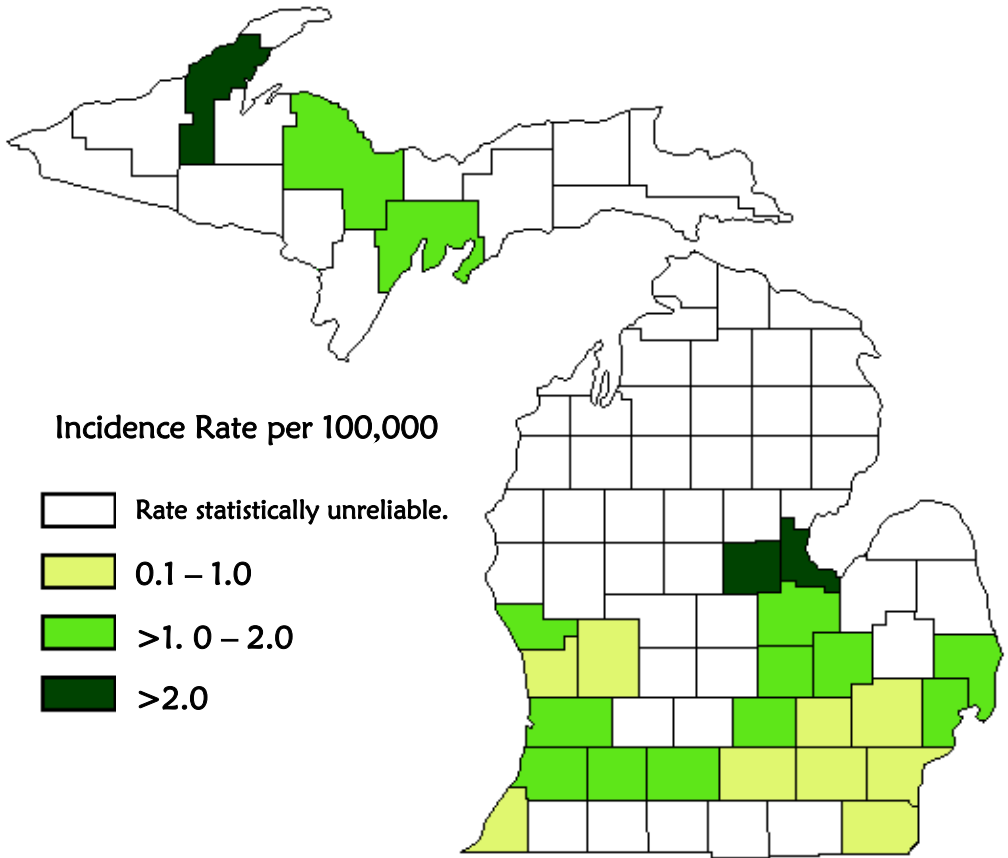 Incidence Rate per 100,000
Rate statistically unreliable.
0.1 – 1.0
>1. 0 – 2.0
>2.0